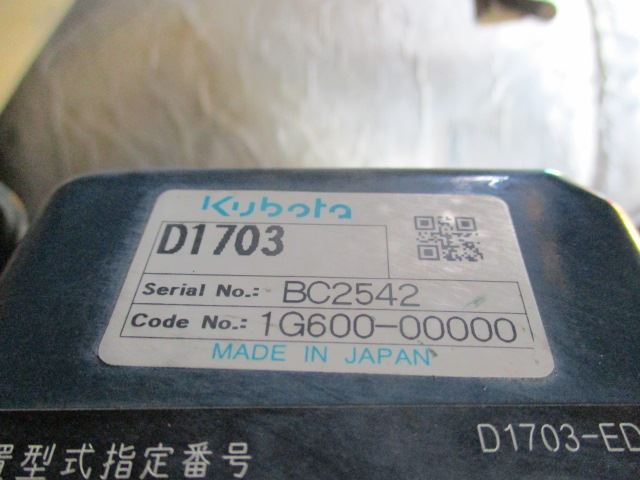 Kubota
D1703
Serial No.: BC2542
Code No.: 1G600-00000
MADE IN JAPAN
置型式指定番号 D1703-ED